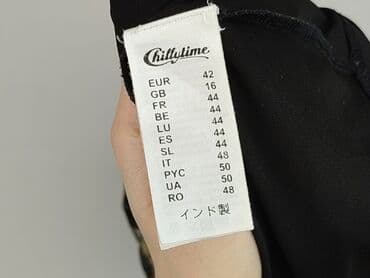 Chillytime
EUR 42
GB 16
FR 44
BE 44
LU 44
ES 44
SL 44
IT 48
PYC 50
UA 50
RO 48
インド製